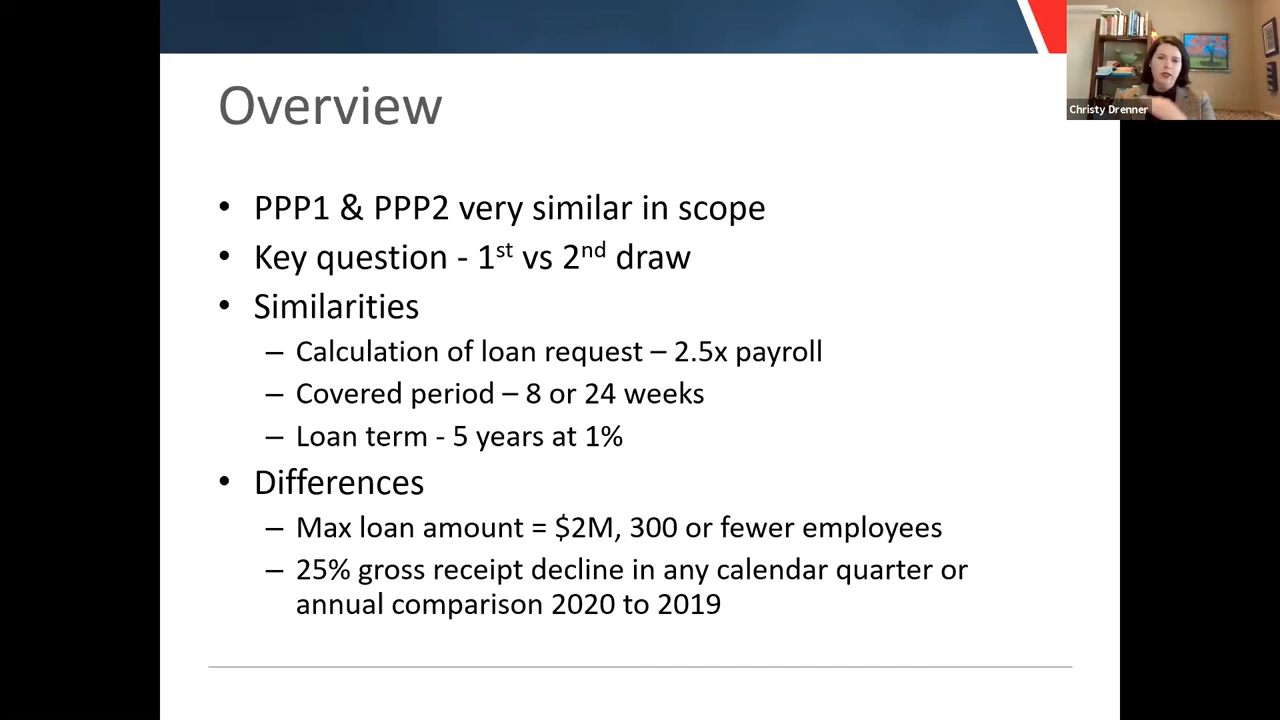 Overview
Christy Drenner
• PPP1 & PPP2 very similar in scope
• Key question - 1st vs 2nd draw
• Similarities
– Calculation of loan request – 2.5x payroll
– Covered period – 8 or 24 weeks
– Loan term - 5 years at 1%
• Differences
– Max loan amount = $2M, 300 or fewer employees
– 25% gross receipt decline in any calendar quarter or
annual comparison 2020 to 2019